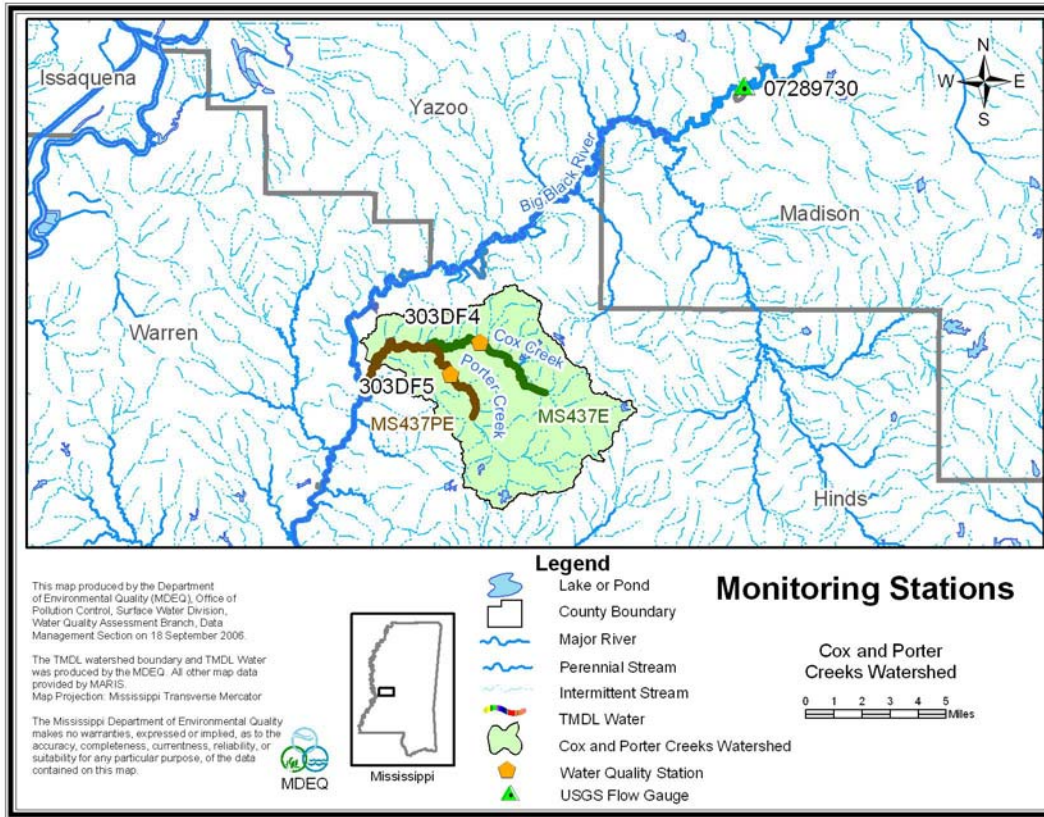 Issaquena
Yazoo
07289730
N
W
E
S
Big Black River
Madison
Warren
303DF4
Cox Creek
Porter Creek
303DF5
MS437PE
MS437E
Hinds
This map produced by the Department
of Environmental Quality (MDEQ), Office of
Pollution Control, Surface Water Division,
Water Quality Assessment Branch, Data
Management Section on 18 September 2006.
The TMDL watershed boundary and TMDL Water
was produced by the MDEQ. All other map data
provided by MARIS.
Map Projection: Mississippi Transverse Mercator
The Mississippi Department of Environmental Quality
makes no warranties, expressed or implied, as to the
accuracy, completeness, currentness, reliability, or
suitability for any particular purpose, of the data
contained on this map.
MDEQ
Mississippi
Legend
Lake or Pond
County Boundary
Major River
Perennial Stream
Intermittent Stream
TMDL Water
Cox and Porter Creeks Watershed
Water Quality Station
USGS Flow Gauge
Monitoring Stations
Cox and Porter
Creeks Watershed
0 1 2 3 4 5
Miles